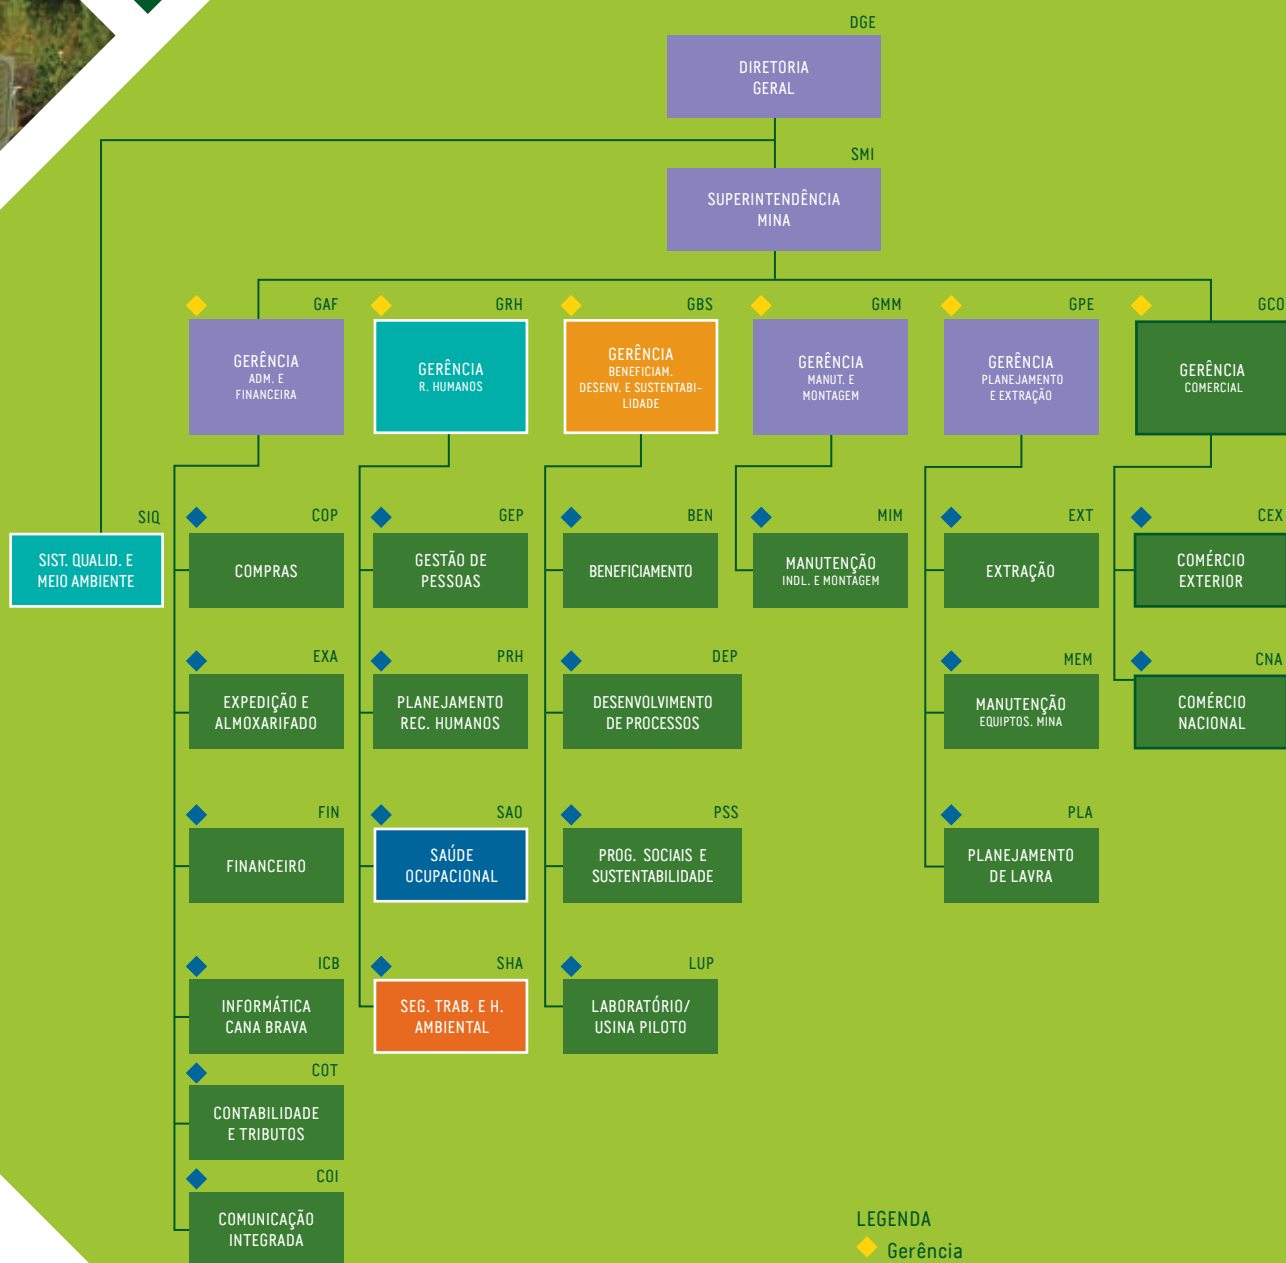 DGE
DIRETORIA
GERAL
SMI
SUPERINTENDÊNCIA
MINA
GAF
GERÊNCIA
ADM. E
FINANCEIRA
GRH
GERÊNCIA
R. HUMANOS
GBS
GERÊNCIA
BENEFICIAM.
DESENV. E SUSTENTABI-
LIDADE
GMM
GERÊNCIA
MANUT. E
MONTAGEM
GPE
GERÊNCIA
PLANEJAMENTO
E EXTRAÇÃO
GCO
GERÊNCIA
COMERCIAL
SIQ
SIST. QUALID. E
MEIO AMBIENTE
COP
COMPRAS
GEP
GESTÃO DE
PESSOAS
BEN
BENEFICIAMENTO
MIM
MANUTENÇÃO
INDL. E MONTAGEM
EXT
EXTRAÇÃO
CEX
COMÉRCIO
EXTERIOR
EXA
EXPEDIÇÃO E
ALMOXARIFADO
PRH
PLANEJAMENTO
REC. HUMANOS
DEP
DESENVOLVIMENTO
DE PROCESSOS
MEM
MANUTENÇÃO
EQUIPTOS. MINA
CNA
COMÉRCIO
NACIONAL
FIN
FINANCEIRO
SAO
SAÚDE
OCUPACIONAL
PSS
PROG. SOCIAIS E
SUSTENTABILIDADE
PLA
PLANEJAMENTO
DE LAVRA
ICB
INFORMÁTICA
CANA BRAVA
SHA
SEG. TRAB. E H.
AMBIENTAL
LUP
LABORATÓRIO/
USINA PILOTO
COT
CONTABILIDADE
E TRIBUTOS
COI
COMUNICAÇÃO
INTEGRADA
LEGENDA
Gerência